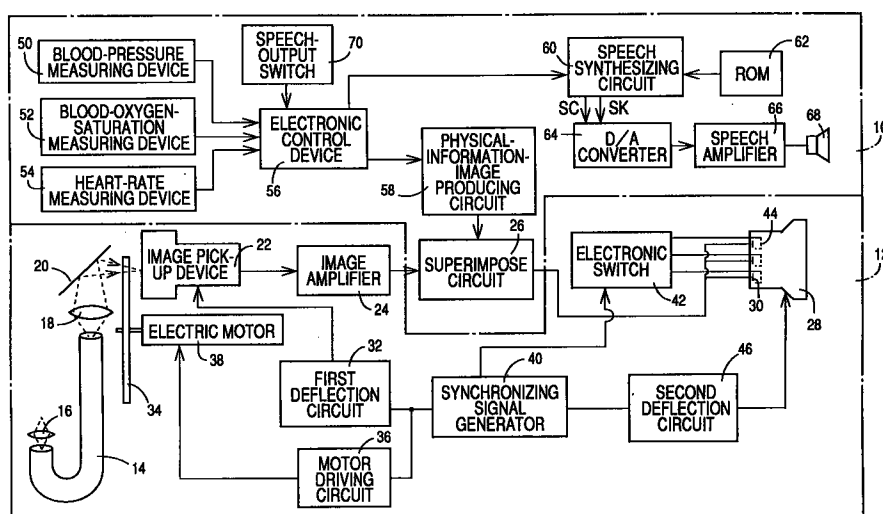 50
BLOOD-PRESSURE
MEASURING DEVICE
SPEECH-
OUTPUT
SWITCH
70
60
SPEECH
SYNTHESIZING
CIRCUIT
62
ROM
52
BLOOD-OXYGEN-
SATURATION
MEASURING DEVICE
ELECTRONIC
CONTROL
DEVICE
56
SC
SK
64
D/A
CONVERTER
66
SPEECH
AMPLIFIER
68
54
HEART-RATE
MEASURING DEVICE
PHYSICAL-
INFORMATION-
IMAGE
PRODUCING
CIRCUIT
58
20
IMAGE PICK-
UP DEVICE
22
IMAGE
AMPLIFIER
24
26
SUPERIMPOSE
CIRCUIT
ELECTRONIC
SWITCH
42
44
30
28
18
ELECTRIC MOTOR
38
34
32
FIRST
DEFLECTION
CIRCUIT
40
SYNCHRONIZING
SIGNAL
GENERATOR
46
SECOND
DEFLECTION
CIRCUIT
16
14
36
MOTOR
DRIVING
CIRCUIT